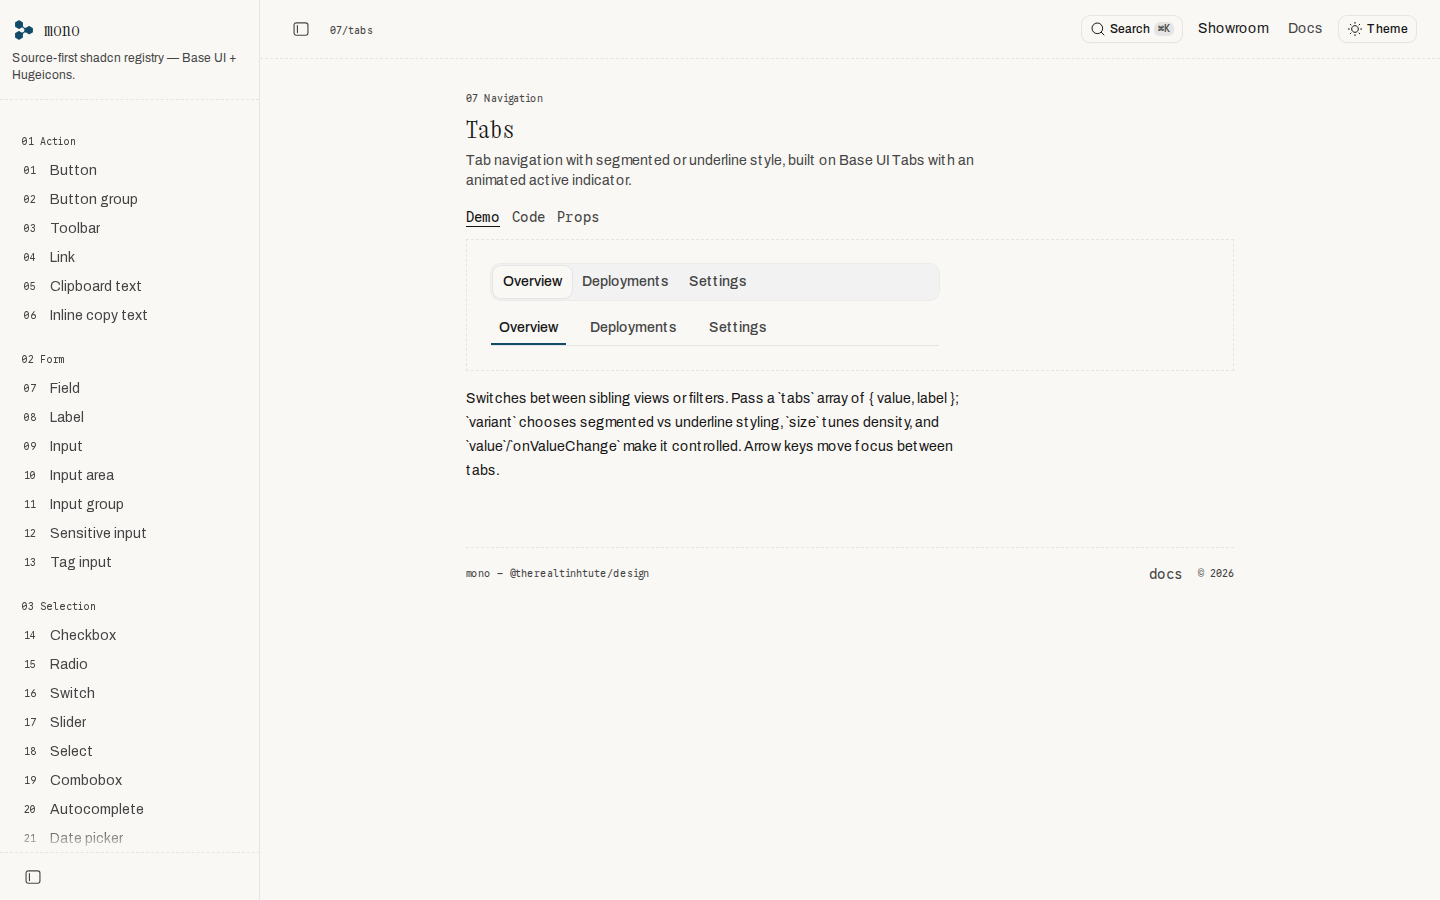 mono
Source-first shadcn registry — Base UI +
Hugeicons.
01 Action
01 Button
02 Button group
03 Toolbar
04 Link
05 Clipboard text
06 Inline copy text
02 Form
07 Field
08 Label
09 Input
10 Input area
11 Input group
12 Sensitive input
13 Tag input
03 Selection
14 Checkbox
15 Radio
16 Switch
17 Slider
18 Select
19 Combobox
20 Autocomplete
21 Date picker
07/tabs
Search ⌘K
Showroom
Docs
Theme
07 Navigation
Tabs
Tab navigation with segmented or underline style, built on Base UI Tabs with an
animated active indicator.
Demo Code Props
Overview Deployments Settings
Overview Deployments Settings
Switches between sibling views or filters. Pass a `tabs` array of { value, label };
`variant` chooses segmented vs underline styling, `size` tunes density, and
`value`/`onValueChange` make it controlled. Arrow keys move focus between
tabs.
mono — @therealtinhtute/design
docs © 2026